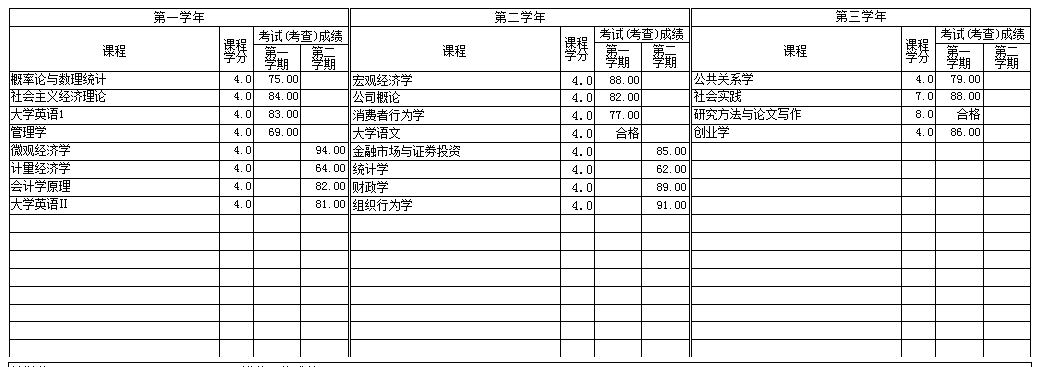 第一学年 第二学年 第三学年
课程 课程学分 考试(考查)成绩 第一学期 第二学期 课程 课程学分 考试(考查)成绩 第一学期 第二学期 课程 课程学分 考试(考查)成绩 第一学期 第二学期
概率论与数理统计 4.0 75.00 宏观经济学 4.0 88.00 公共关系学 4.0 79.00
社会主义经济理论 4.0 84.00 公司概论 4.0 82.00 社会实践 7.0 88.00
大学英语1 4.0 83.00 消费者行为学 4.0 77.00 研究方法与论文写作 8.0 合格
管理学 4.0 69.00 大学语文 4.0 合格 创业学 4.0 86.00
微观经济学 4.0 94.00 金融市场与证券投资 4.0 85.00
计量经济学 4.0 64.00 统计学 4.0 62.00
会计学原理 4.0 82.00 财政学 4.0 89.00
大学英语Ⅱ 4.0 81.00 组织行为学 4.0 91.00